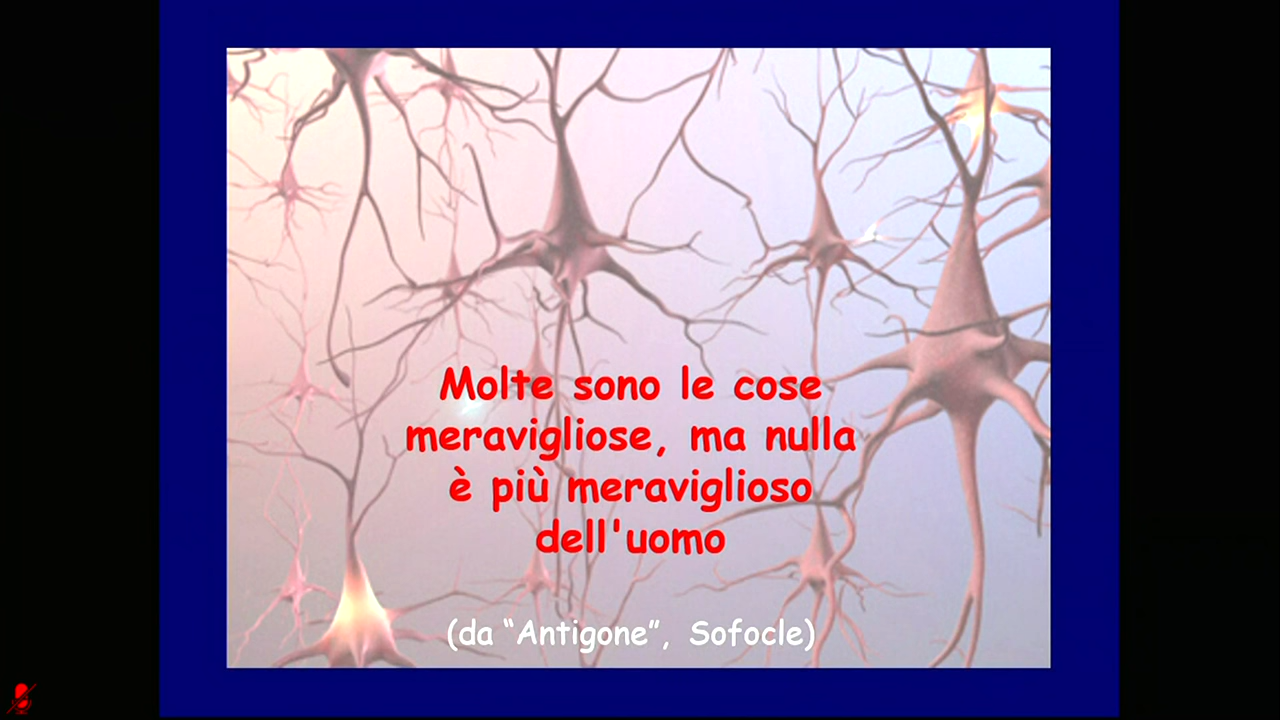 Molte sono le cose
meravigliose, ma nulla
è più meraviglioso
dell'uomo
(da “Antigone”, Sofocle)